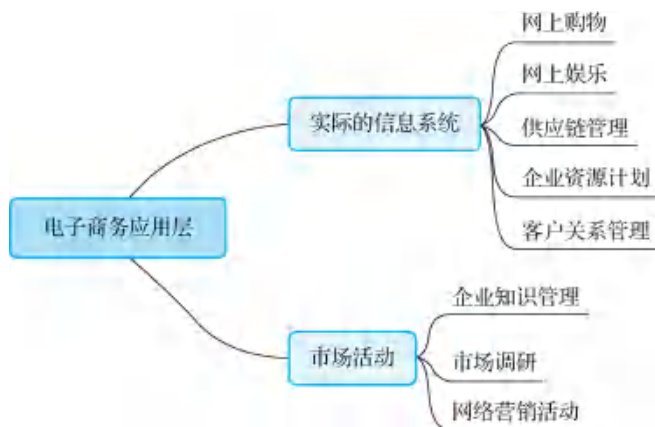 电子商务应用层
实际的信息系统
网上购物
网上娱乐
供应链管理
企业资源计划
客户关系管理
市场活动
企业知识管理
市场调研
网络营销活动